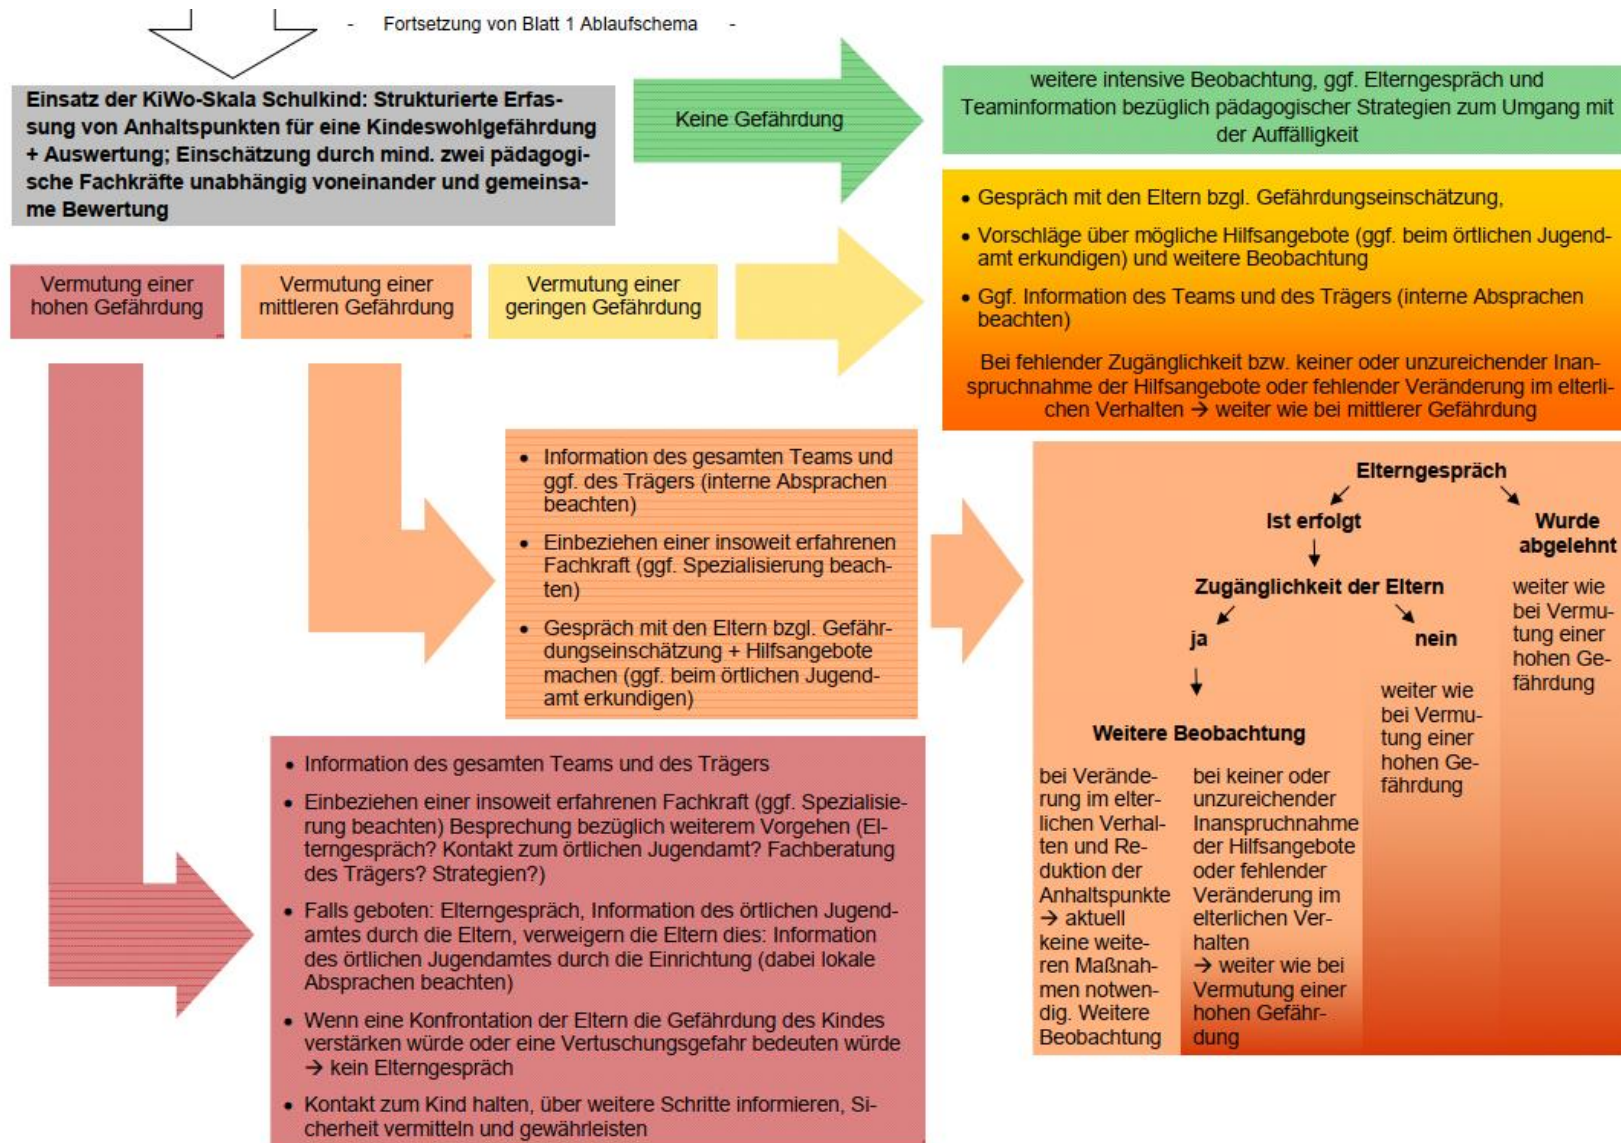 - Fortsetzung von Blatt 1 Ablaufschema -
Einsatz der KiWo-Skala Schulkind: Strukturierte Erfas-
sung von Anhaltspunkten für eine Kindeswohlgefährdung
+ Auswertung; Einschätzung durch mind. zwei pädagogi-
sche Fachkräfte unabhängig voneinander und gemeinsa-
me Bewertung
Keine Gefährdung
weitere intensive Beobachtung, ggf. Elterngespräch und
Teaminformation bezüglich pädagogischer Strategien zum Umgang mit
der Auffälligkeit
Vermutung einer
hohen Gefährdung
Vermutung einer
mittleren Gefährdung
Vermutung einer
geringen Gefährdung
• Gespräch mit den Eltern bzgl. Gefährdungseinschätzung,
• Vorschläge über mögliche Hilfsangebote (ggf. beim örtlichen Jugend-
amt erkundigen) und weitere Beobachtung
• Ggf. Information des Teams und des Trägers (interne Absprachen
beachten)
Bei fehlender Zugänglichkeit bzw. keiner oder unzureichender Inan-
spruchnahme der Hilfsangebote oder fehlender Veränderung im elterli-
chen Verhalten → weiter wie bei mittlerer Gefährdung
• Information des gesamten Teams und
ggf. des Trägers (interne Absprachen
beachten)
• Einbeziehen einer insoweit erfahrenen
Fachkraft (ggf. Spezialisierung beach-
ten)
• Gespräch mit den Eltern bzgl. Gefähr-
dungseinschätzung + Hilfsangebote
machen (ggf. beim örtlichen Jugend-
amt erkundigen)
Elterngespräch
Ist erfolgt
Wurde
abgelehnt
Zugänglichkeit der Eltern
weiter wie
bei Vermu-
tung einer
hohen Ge-
fährdung
ja
nein
weiter wie
bei Vermu-
tung einer
hohen Ge-
fährdung
Weitere Beobachtung
bei Verände-
rung im elter-
lichen Verhal-
ten und Re-
duktion der
Anhaltspunkte
→ aktuell
keine weite-
ren Maßnah-
men notwen-
dig. Weitere
Beobachtung
bei keiner oder
unzureichender
Inanspruchnahme
der Hilfsangebote
oder fehlender
Veränderung im
elterlichen Ver-
halten
→ weiter wie bei
Vermutung einer
hohen Gefähr-
dung
• Information des gesamten Teams und des Trägers
• Einbeziehen einer insoweit erfahrenen Fachkraft (ggf. Spezialisie-
rung beachten) Besprechung bezüglich weiterem Vorgehen (El-
terngespräch? Kontakt zum örtlichen Jugendamt? Fachberatung
des Trägers? Strategien?)
• Falls geboten: Elterngespräch, Information des örtlichen Jugend-
amtes durch die Eltern, verweigern die Eltern dies: Information
des örtlichen Jugendamtes durch die Einrichtung (dabei lokale
Absprachen beachten)
• Wenn eine Konfrontation der Eltern die Gefährdung des Kindes
verstärken würde oder eine Vertuschungsgefahr bedeuten würde
→ kein Elterngespräch
• Kontakt zum Kind halten, über weitere Schritte informieren, Si-
cherheit vermitteln und gewährleisten